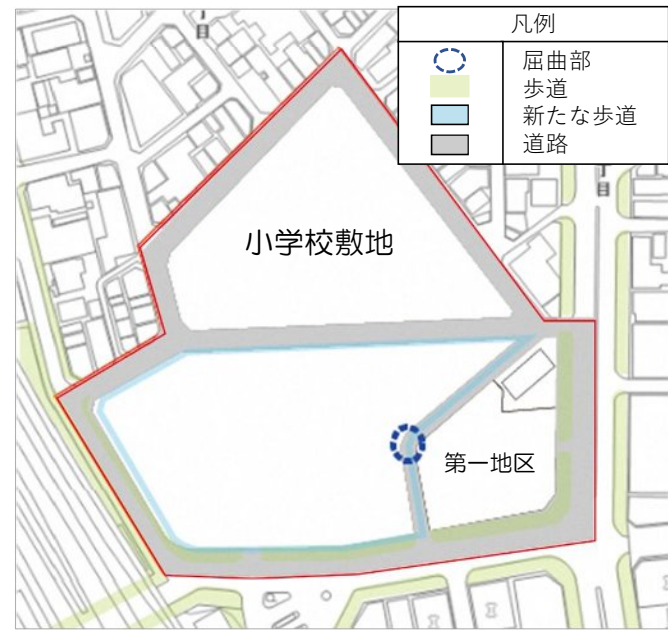 凡例
屈曲部
歩道
新たな歩道
道路
小学校敷地
第一地区